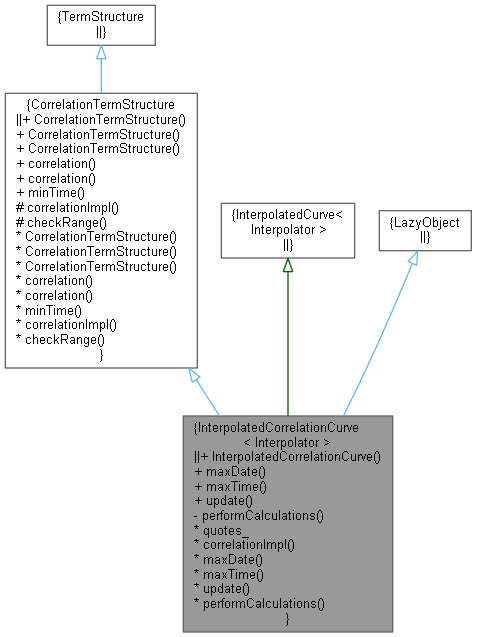 {TermStructure
||}
{CorrelationTermStructure
||+ CorrelationTermStructure()
+ CorrelationTermStructure()
+ CorrelationTermStructure()
+ correlation()
+ correlation()
+ minTime()
# correlationImpl()
# checkRange()
* CorrelationTermStructure()
* CorrelationTermStructure()
* CorrelationTermStructure()
* correlation()
* correlation()
* minTime()
* correlationImpl()
* checkRange()
}
{InterpolatedCurve<
Interpolator >
||}
{LazyObject
||}
{InterpolatedCorrelationCurve
< Interpolator >
||+ InterpolatedCorrelationCurve()
+ maxDate()
+ maxTime()
+ update()
- performCalculations()
* quotes_
* correlationImpl()
* maxDate()
* maxTime()
* update()
* performCalculations()
}